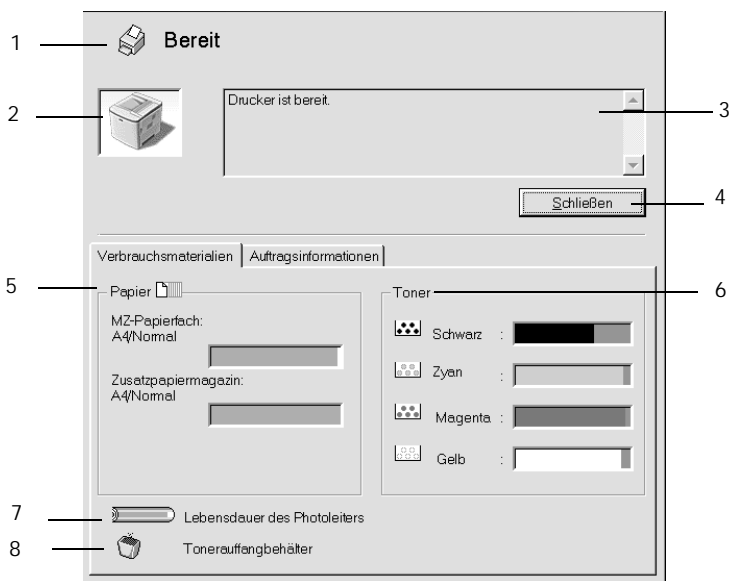 1
Bereit
2
Drucker ist bereit.
3
Schließen
4
Verbrauchsmaterialien
Auftragsinformationen
5
Papier
Toner
6
MZ-Papierfach:
A4/Normal
Schwarz :
Zusatzpapiermagazin:
A4/Normal
Zyan :
Magenta :
Gelb :
7
Lebensdauer des Photoleiters
8
Tonerauffangbehälter